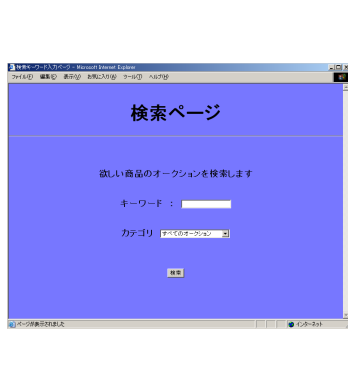 検索キーワード入力ページ - Microsoft Internet Explorer
ファイル(F) 編集(E) 表示(V) お気に入り(A) ツール(T) ヘルプ(H)
検索ページ
欲しい商品のオークションを検索します
キーワード :
カテゴリ すべてのオークション
検索
ページが表示されました インターネット